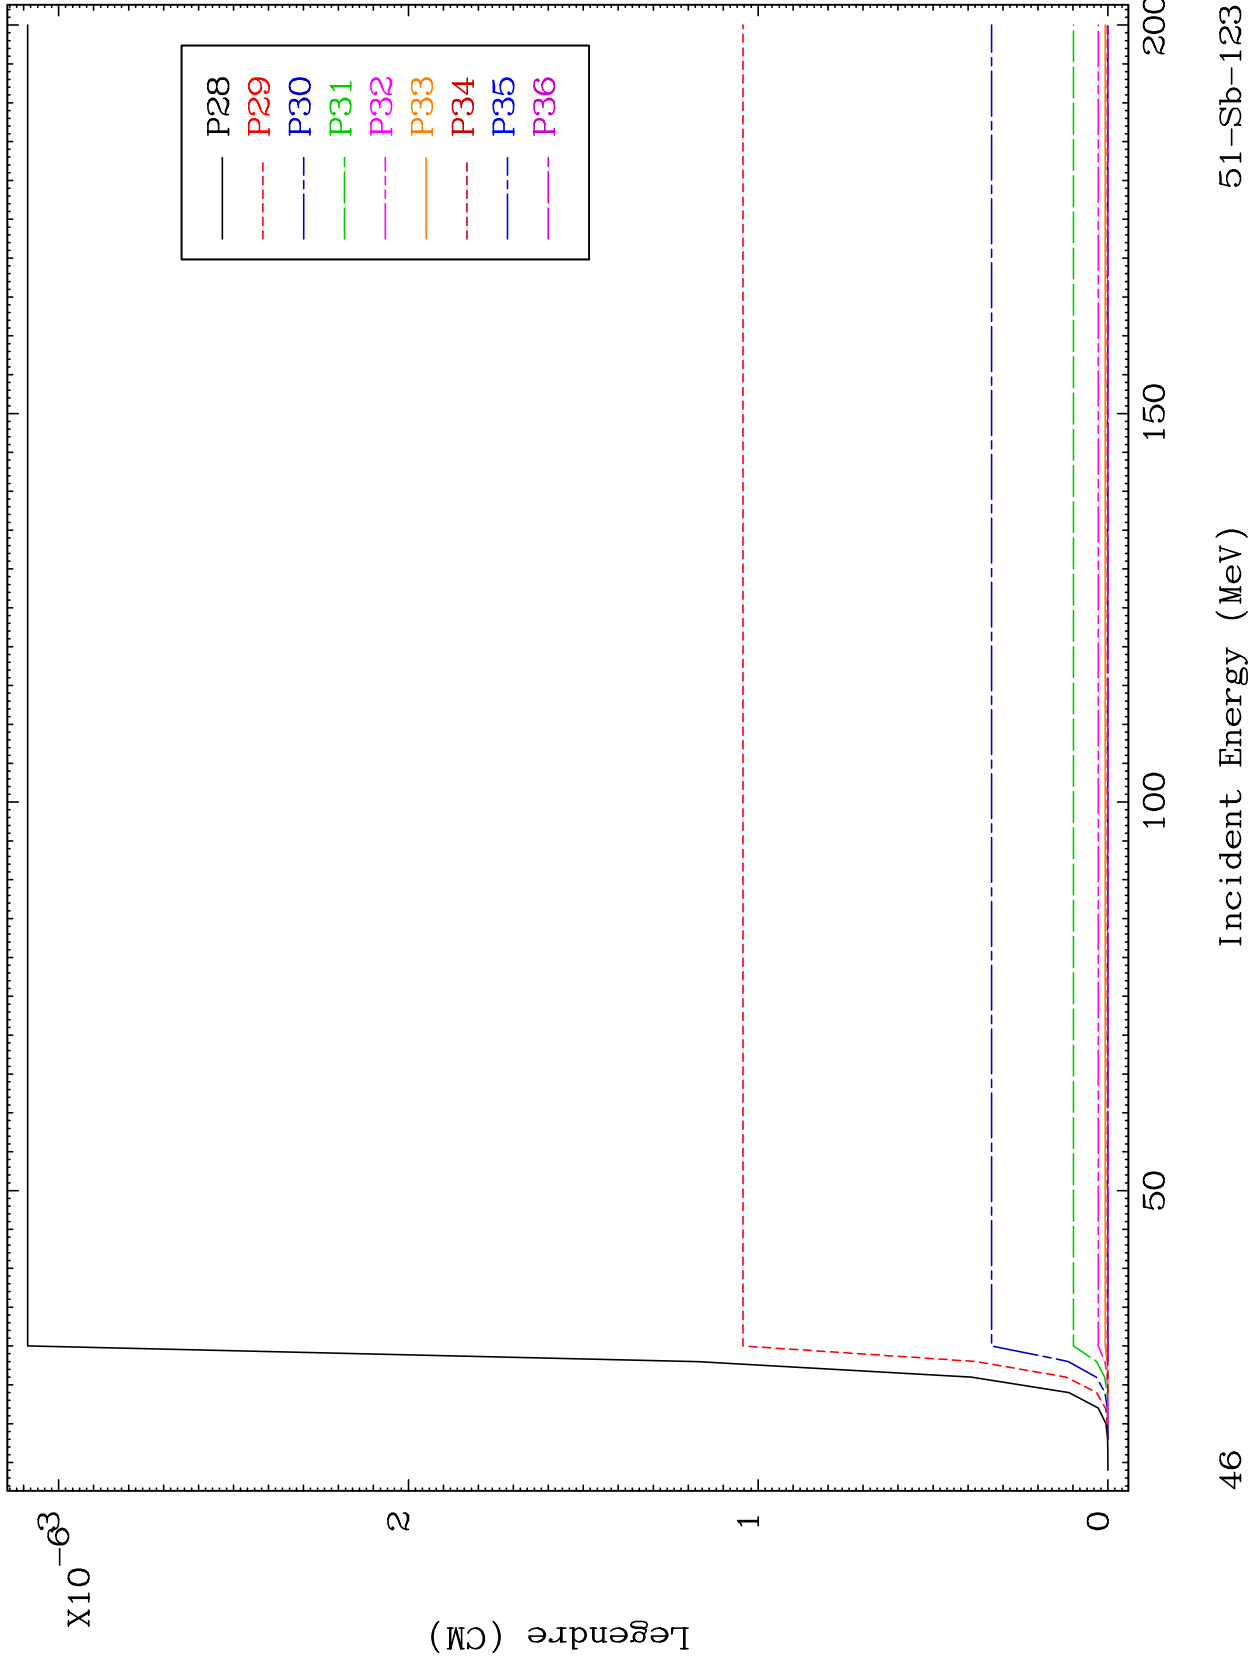 X10
-6
3
2
1
0
Legendre (CM)
P28
P29
P30
P31
P32
P33
P34
P35
P36
50
100
150
200
Incident Energy (MeV)
46
51-Sb-123